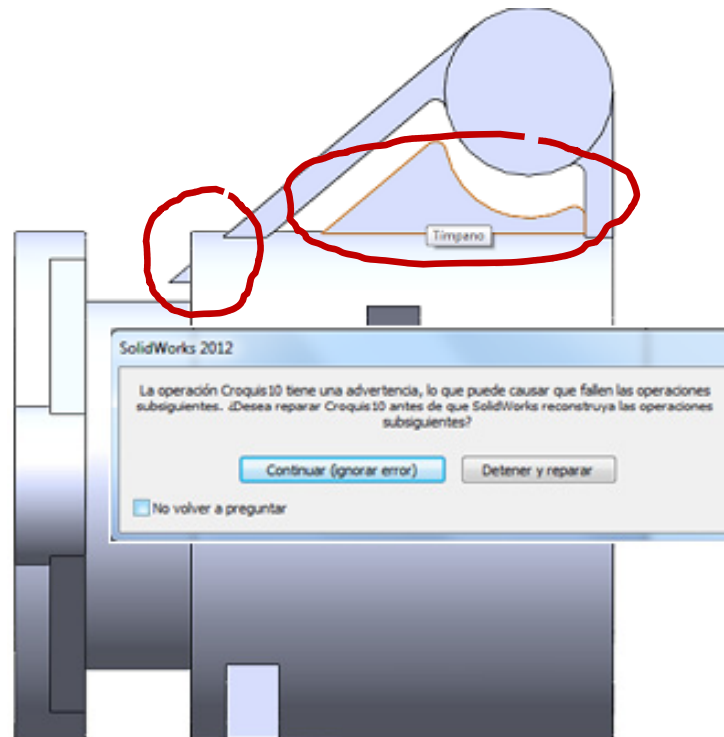 Tímpano
SolidWorks 2012
La operación Croquis10 tiene una advertencia, lo que puede causar que fallen las operaciones
subsiguientes. ¿Desea reparar Croquis10 antes de que SolidWorks reconstruya las operaciones
subsiguientes?
Continuar (ignorar error) Detener y reparar
No volver a preguntar